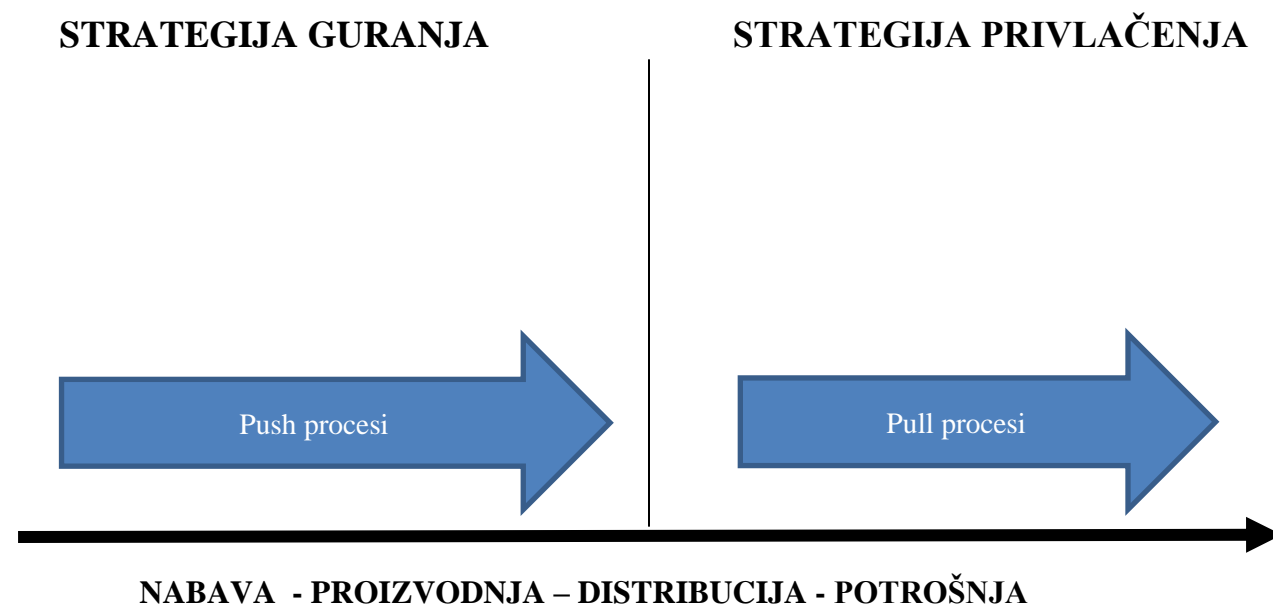 STRATEGIJA GURANJA
STRATEGIJA PRIVLAČENJA
Push procesi
Pull procesi
NABAVA - PROIZVODNJA – DISTRIBUCIJA - POTROŠNJA